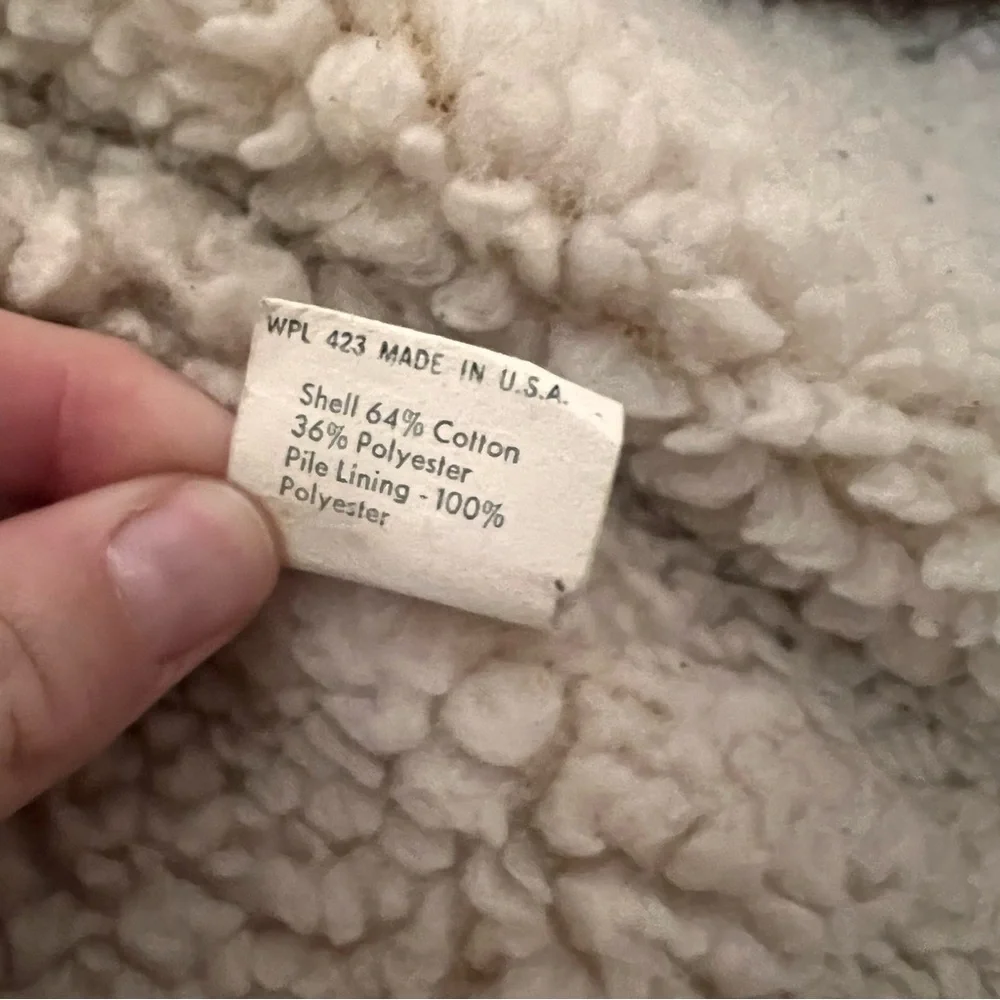 WPL 423 MADE IN U.S.A.
Shell 64% Cotton
36% Polyester
Pile Lining - 100%
Polyester